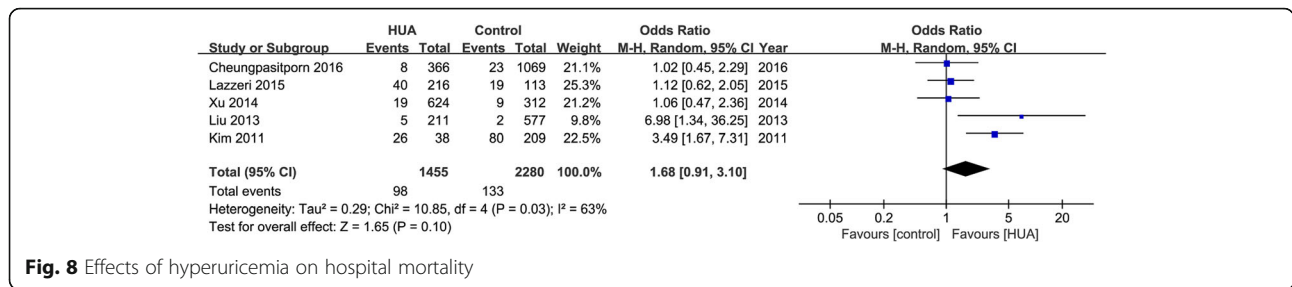 HUA Control Odds Ratio Odds Ratio
Study or Subgroup Events Total Events Total Weight M-H. Random. 95% CI Year M-H. Random. 95% CI
Cheungpasitporn 2016 8 366 23 1069 21.1% 1.02 [0.45, 2.29] 2016
Lazzeri 2015 40 216 19 113 25.3% 1.12 [0.62, 2.05] 2015
Xu 2014 19 624 9 312 21.2% 1.06 [0.47, 2.36] 2014
Liu 2013 5 211 2 577 9.8% 6.98 [1.34, 36.25] 2013
Kim 2011 26 38 80 209 22.5% 3.49 [1.67, 7.31] 2011
Total (95% CI) 1455 2280 100.0% 1.68 [0.91, 3.10]
Total events 98 133
Heterogeneity: Tau² = 0.29; Chi² = 10.85, df = 4 (P = 0.03); I² = 63%
Test for overall effect: Z = 1.65 (P = 0.10)
0.05 0.2 1 5 20
Favours [control] Favours [HUA]
Fig. 8 Effects of hyperuricemia on hospital mortality